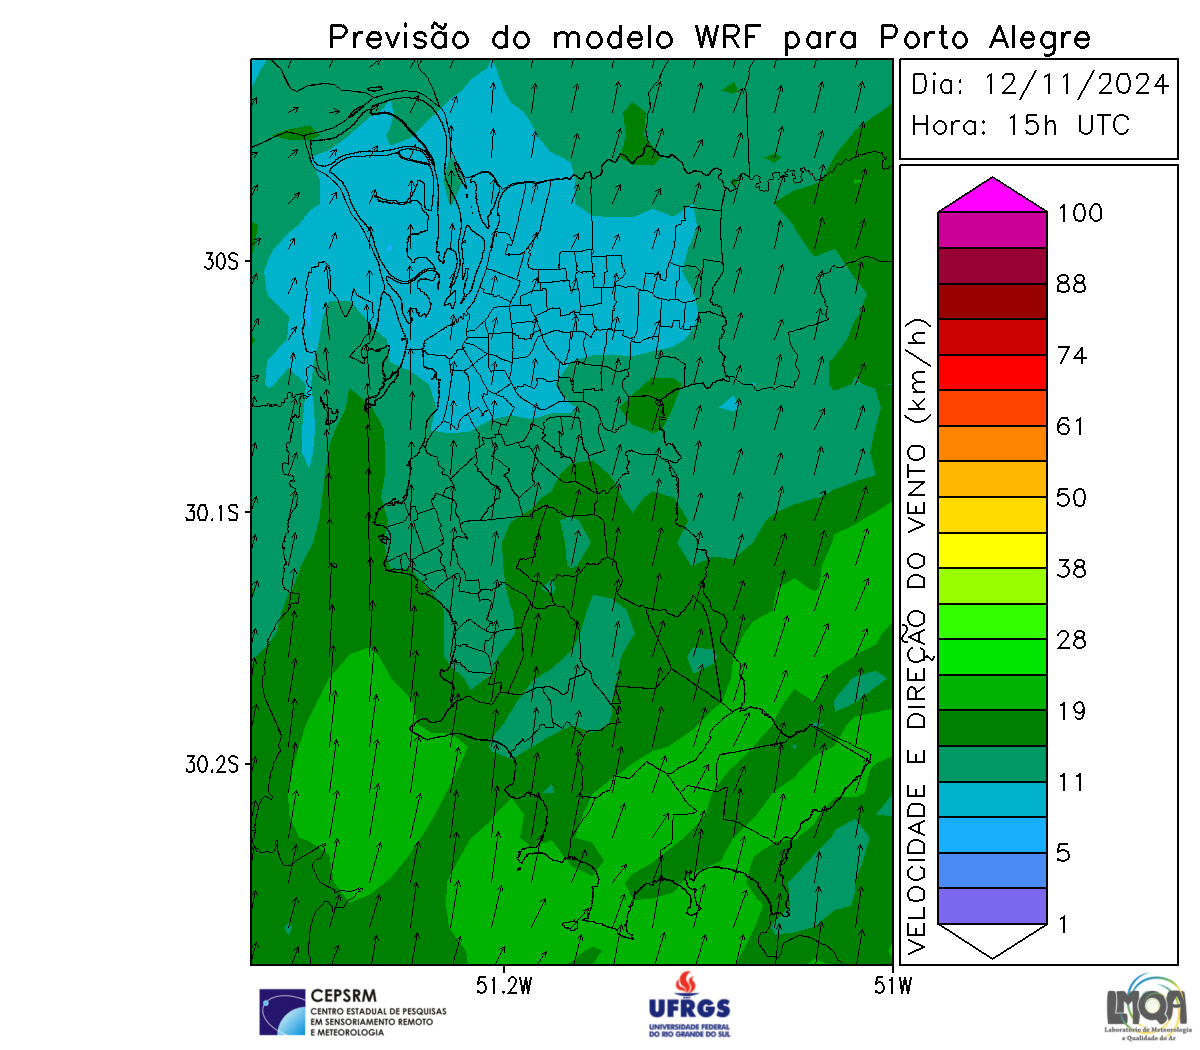 Previsão do modelo WRF para Porto Alegre
Dia: 12/11/2024
Hora: 15h UTC
30S
30.1S
30.2S
51.2W
51W
VELOCIDADE E DIREÇÃO DO VENTO (km/h)
100
88
74
61
50
38
28
19
11
5
1
CEPSRM
CENTRO ESTADUAL DE PESQUISAS
EM SENSORIAMENTO REMOTO
E METEOROLOGIA
UFRGS
UNIVERSIDADE FEDERAL
DO RIO GRANDE DO SUL
LMQA
Laboratório de Meteorologia
e Qualidade do Ar